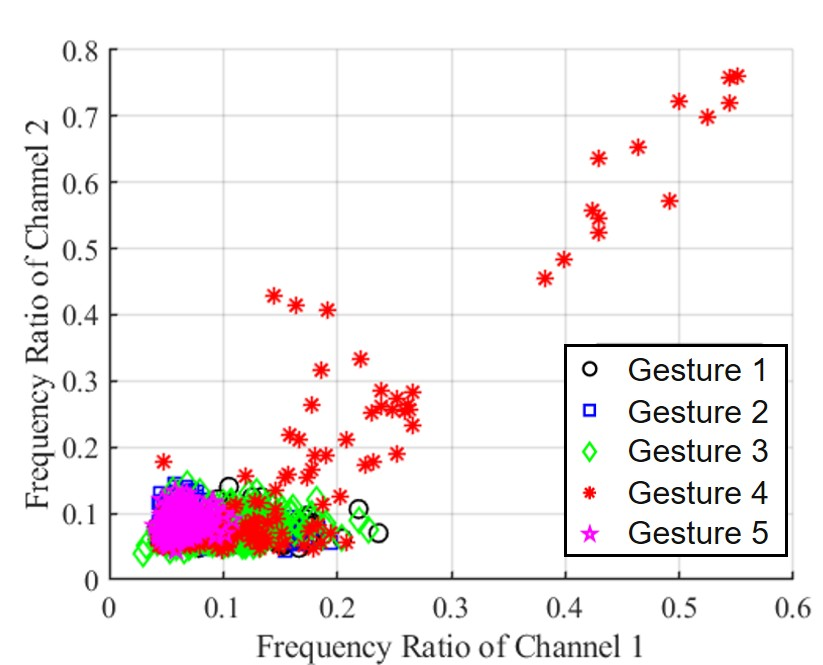 0.8
0.7
0.6
0.5
0.4
0.3
0.2
0.1
0
Frequency Ratio of Channel 2
Gesture 1
Gesture 2
Gesture 3
Gesture 4
Gesture 5
0 0.1 0.2 0.3 0.4 0.5 0.6
Frequency Ratio of Channel 1